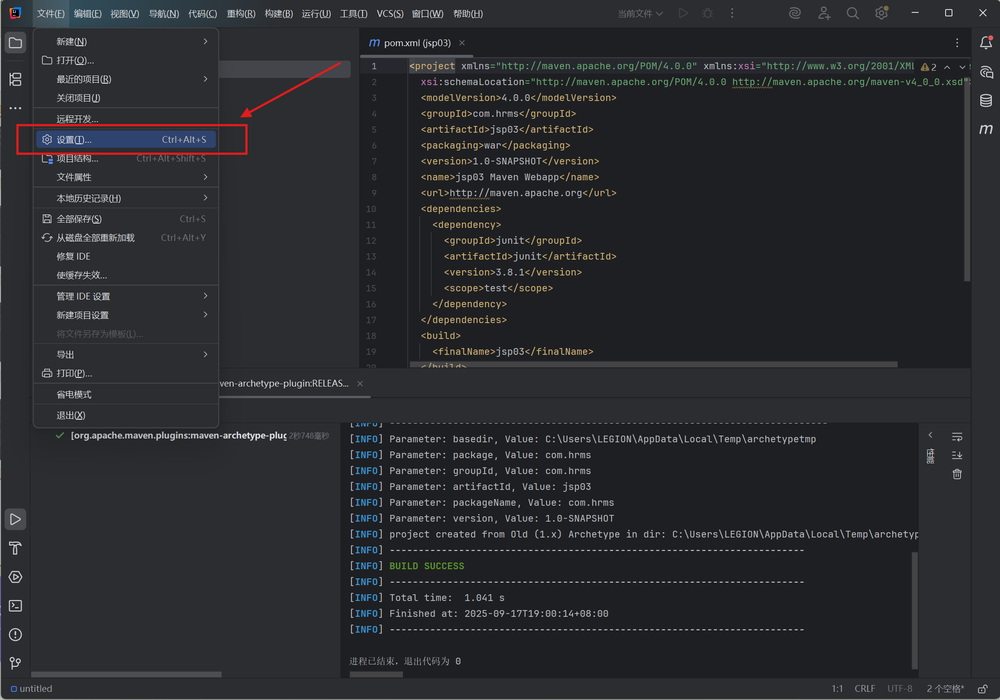 文件(F) 编辑(E) 视图(V) 导航(N) 代码(C) 重构(R) 构建(B) 运行(U) 工具(T) VCS(S) 窗口(W) 帮助(H) 当前文件
新建(N)
打开(O)...
最近的项目(R)
关闭项目(J)
远程开发...
设置(T)... Ctrl+Alt+S
项目结构... Ctrl+Alt+Shift+S
文件属性
本地历史记录(H)
全部保存(S) Ctrl+S
从磁盘全部重新加载 Ctrl+Alt+Y
修复 IDE
使缓存失效...
管理 IDE 设置
新建项目设置
将文件另存为模板(L)...
导出
打印(P)...
省电模式
退出(X)
m pom.xml (jsp03)
1 <project xmlns="http://maven.apache.org/POM/4.0.0" xmlns:xsi="http://www.w3.org/2001/XML 2
2 xsi:schemaLocation="http://maven.apache.org/POM/4.0.0 http://maven.apache.org/maven-v4_0_0.xsd"
3 <modelVersion>4.0.0</modelVersion>
4 <groupId>com.hrms</groupId>
5 <artifactId>jsp03</artifactId>
6 <packaging>war</packaging>
7 <version>1.0-SNAPSHOT</version>
8 <name>jsp03 Maven Webapp</name>
9 <url>http://maven.apache.org</url>
10 <dependencies>
11 <dependency>
12 <groupId>junit</groupId>
13 <artifactId>junit</artifactId>
14 <version>3.8.1</version>
15 <scope>test</scope>
16 </dependency>
17 </dependencies>
18 <build>
19 <finalName>jsp03</finalName>
20 </build>
m
ven-archetype-plugin:RELEAS...
[org.apache.maven.plugins:maven-archetype-plug 2秒748毫秒
[INFO] ------------------------------------------------------------------------
[INFO] Parameter: basedir, Value: C:\Users\LEGION\AppData\Local\Temp\archetypetmp
[INFO] Parameter: package, Value: com.hrms
[INFO] Parameter: groupId, Value: com.hrms
[INFO] Parameter: artifactId, Value: jsp03
[INFO] Parameter: packageName, Value: com.hrms
[INFO] Parameter: version, Value: 1.0-SNAPSHOT
[INFO] project created from Old (1.x) Archetype in dir: C:\Users\LEGION\AppData\Local\Temp\archetyp
[INFO] ------------------------------------------------------------------------
[INFO] BUILD SUCCESS
[INFO] ------------------------------------------------------------------------
[INFO] Total time:  1.041 s
[INFO] Finished at: 2025-09-17T19:00:14+08:00
[INFO] ------------------------------------------------------------------------
进程已结束，退出代码为 0
性能
untitled 1:1 CRLF UTF-8 2 个空格*